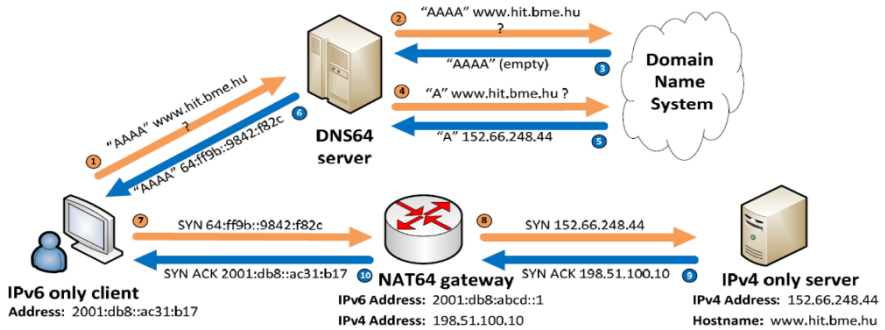 ② "AAAA" www.hit.bme.hu
?
"AAAA" (empty) ③
④ "A" www.hit.bme.hu ?
"A" 152.66.248.44 ⑤
Domain
Name
System
DNS64
server
① "AAAA" www.hit.bme.hu
?
⑥ "AAAA" 64:ff9b::9842:f82c
⑦ SYN 64:ff9b::9842:f82c
SYN ACK 2001:db8::ac31:b17 ⑩
⑧ SYN 152.66.248.44
SYN ACK 198.51.100.10 ⑨
IPv6 only client
Address: 2001:db8::ac31:b17
NAT64 gateway
IPv6 Address: 2001:db8:abcd::1
IPv4 Address: 198.51.100.10
IPv4 only server
IPv4 Address: 152.66.248.44
Hostname: www.hit.bme.hu